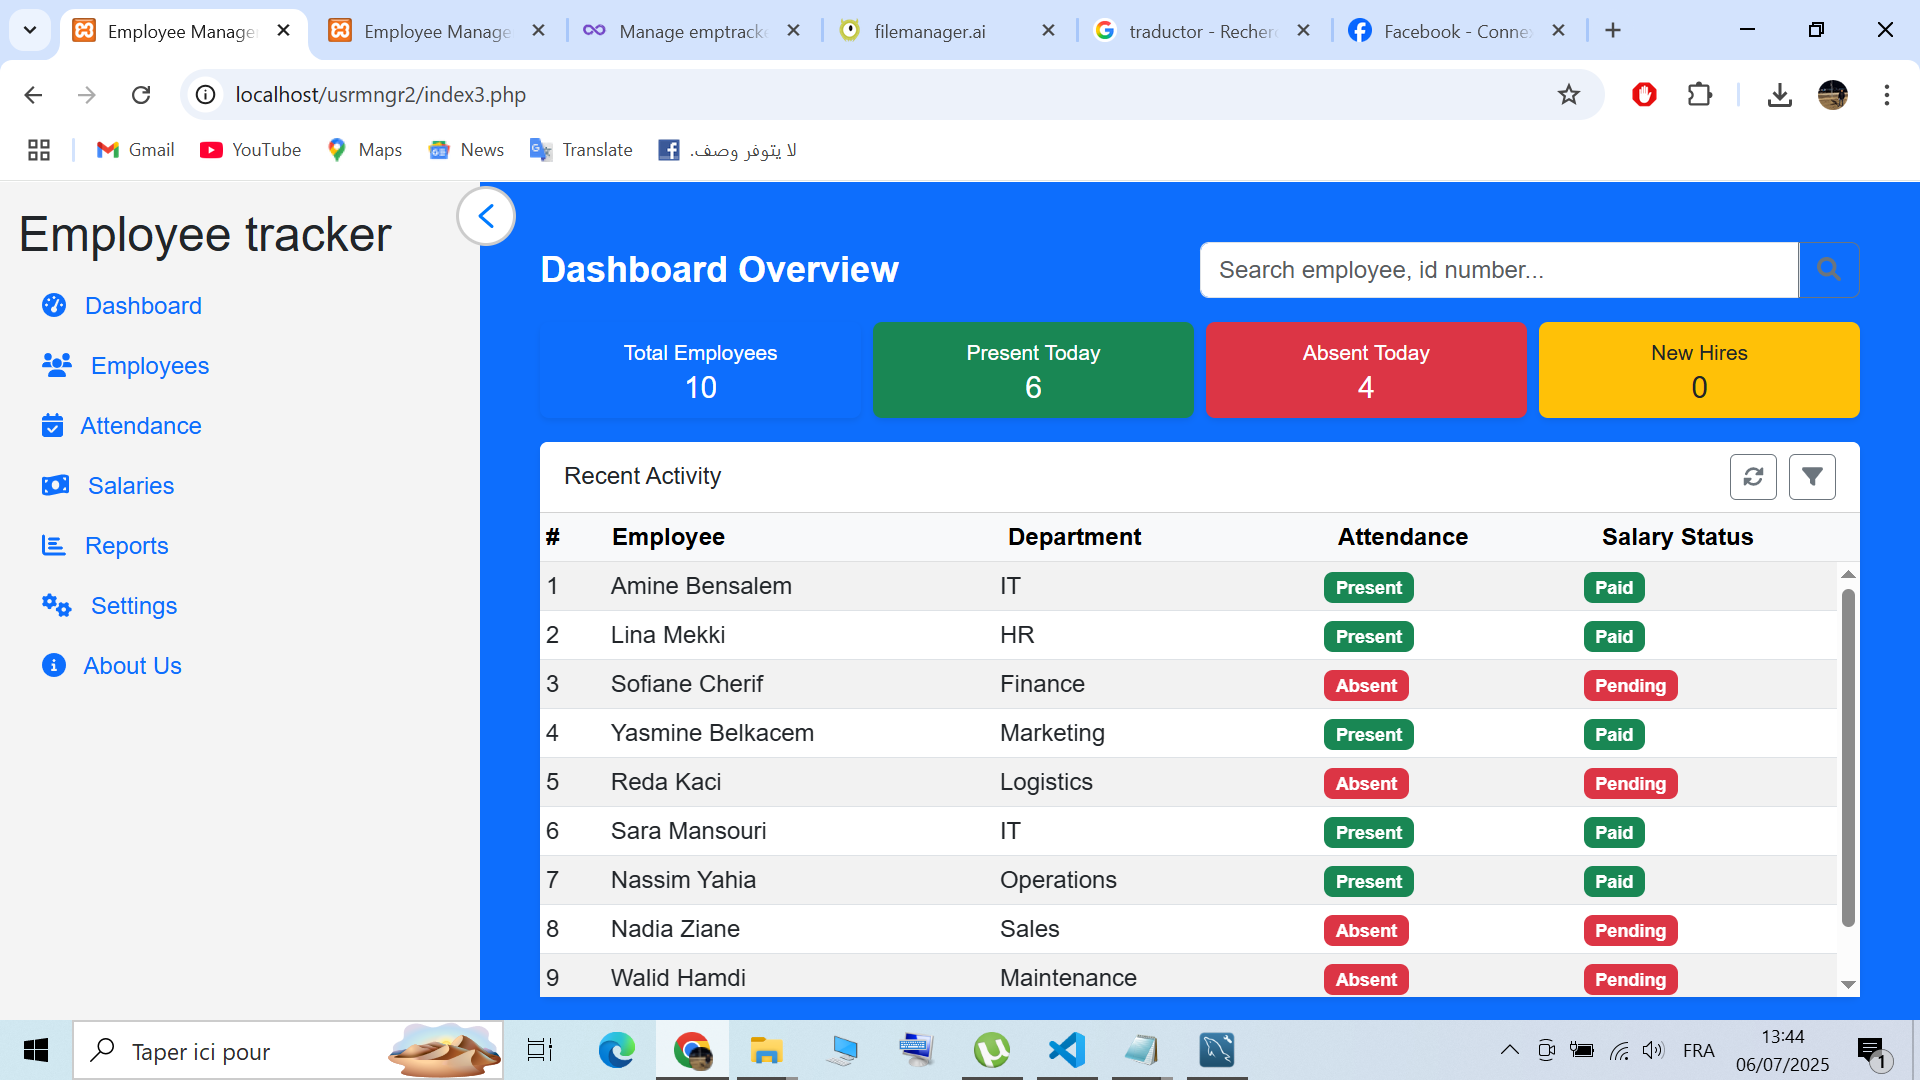 Employee Manage
Employee Manage
Manage emptrack
filemanager.ai
traductor - Recher
Facebook - Conne
localhost/usrmngr2/index3.php
Gmail
YouTube
Maps
News
Translate
لا يتوفر وصف.
Employee tracker
Dashboard
Employees
Attendance
Salaries
Reports
Settings
About Us
Dashboard Overview
Search employee, id number...
Total Employees
10
Present Today
6
Absent Today
4
New Hires
0
Recent Activity
# Employee Department Attendance Salary Status
1 Amine Bensalem IT Present Paid
2 Lina Mekki HR Present Paid
3 Sofiane Cherif Finance Absent Pending
4 Yasmine Belkacem Marketing Present Paid
5 Reda Kaci Logistics Absent Pending
6 Sara Mansouri IT Present Paid
7 Nassim Yahia Operations Present Paid
8 Nadia Ziane Sales Absent Pending
9 Walid Hamdi Maintenance Absent Pending
Taper ici pour
FRA
13:44
06/07/2025
1